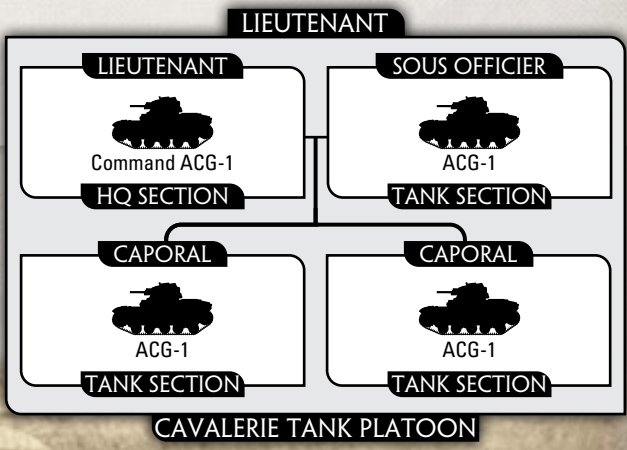 LIEUTENANT
LIEUTENANT
Command ACG-1
HQ SECTION
SOUS OFFICIER
ACG-1
TANK SECTION
CAPORAL
ACG-1
TANK SECTION
CAPORAL
ACG-1
TANK SECTION
CAVALERIE TANK PLATOON